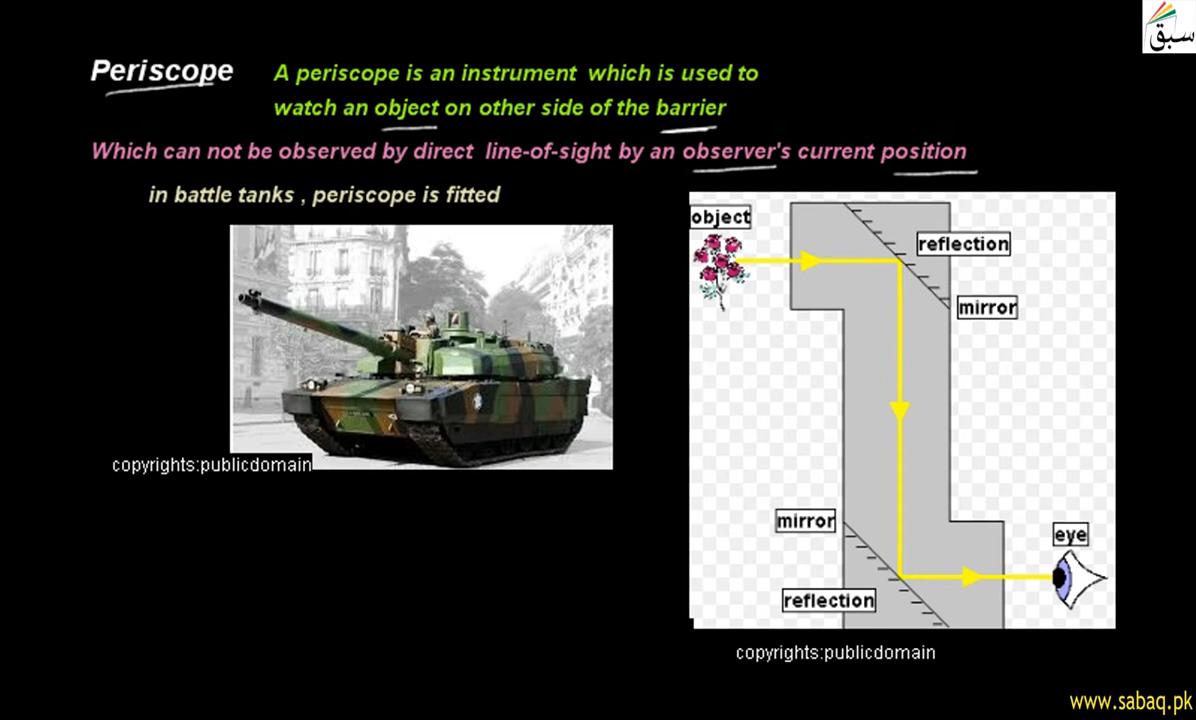 سبق
Periscope
A periscope is an instrument which is used to
watch an object on other side of the barrier
Which can not be observed by direct line-of-sight by an observer's current position
in battle tanks , periscope is fitted
object
reflection
mirror
mirror
eye
reflection
copyrights:publicdomain
copyrights:publicdomain
www.sabaq.pk